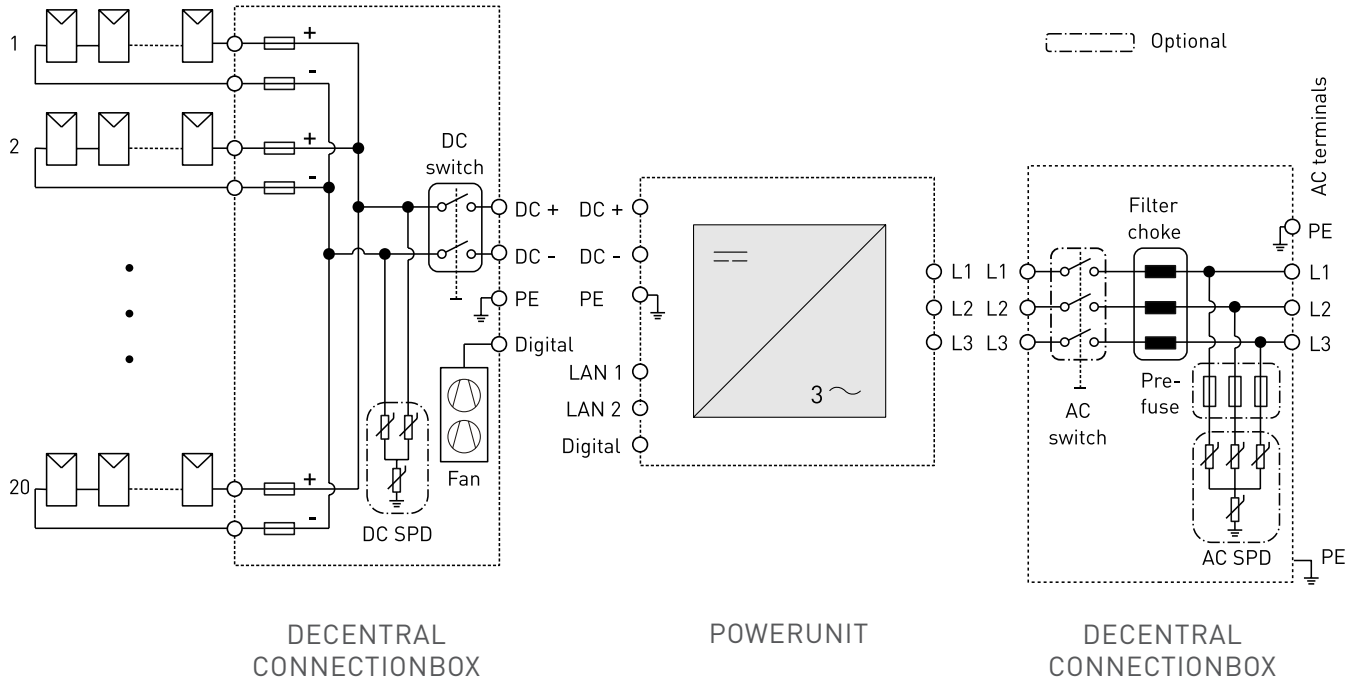 1
+
-
2
+
-
20
+
-
DC
switch
DC +
DC -
PE
Digital
Fan
DC SPD
DECENTRAL
CONNECTIONBOX
DC +
DC -
PE
LAN 1
LAN 2
Digital
3
L1
L2
L3
POWERUNIT
Optional
L1
L2
L3
AC
switch
Filter
choke
Pre-
fuse
AC SPD
AC terminals
PE
L1
L2
L3
PE
DECENTRAL
CONNECTIONBOX